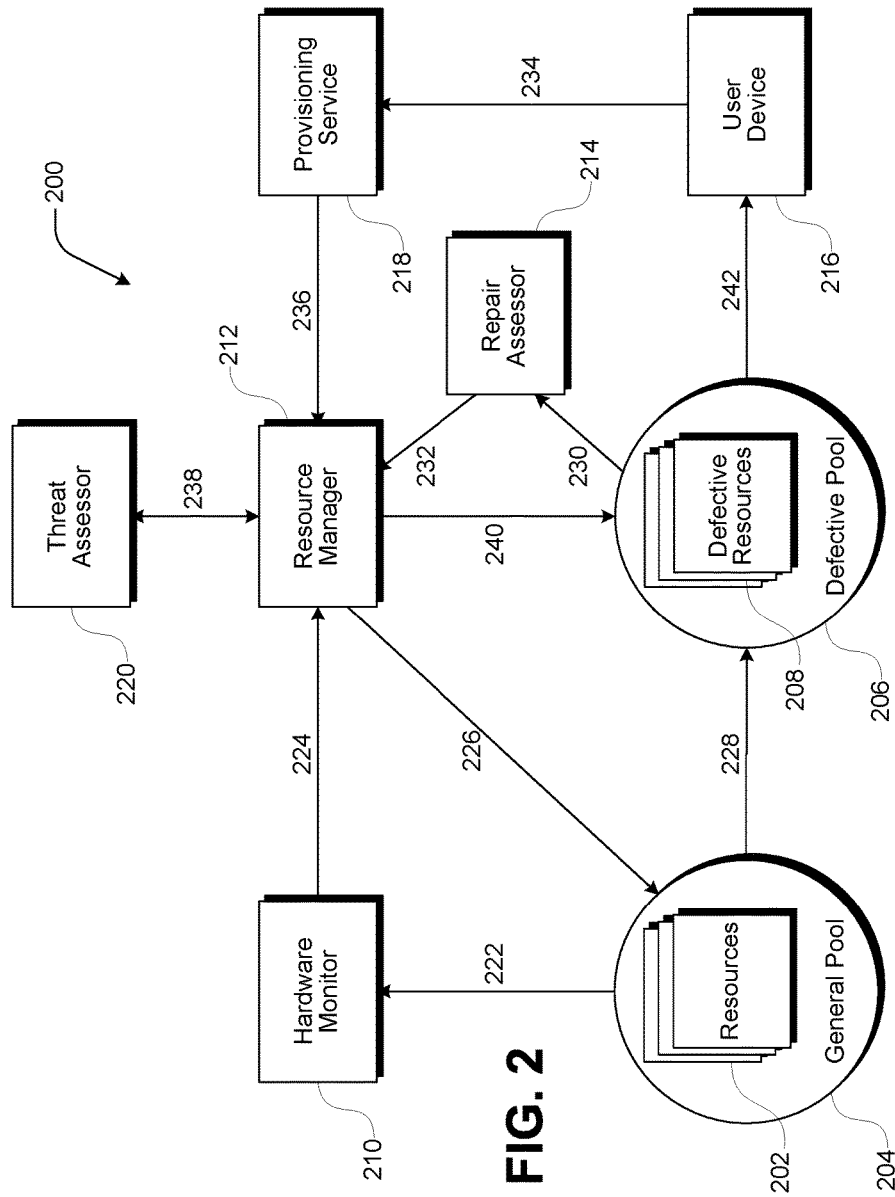 200
Threat
Assessor
220
238
Provisioning
Service
218
234
236
212
Resource
Manager
224
Hardware
Monitor
210
Repair
Assessor
214
232
230
240
226
222
User
Device
216
242
Defective
Resources
Defective Pool
208
206
228
Resources
General Pool
202
204
FIG. 2